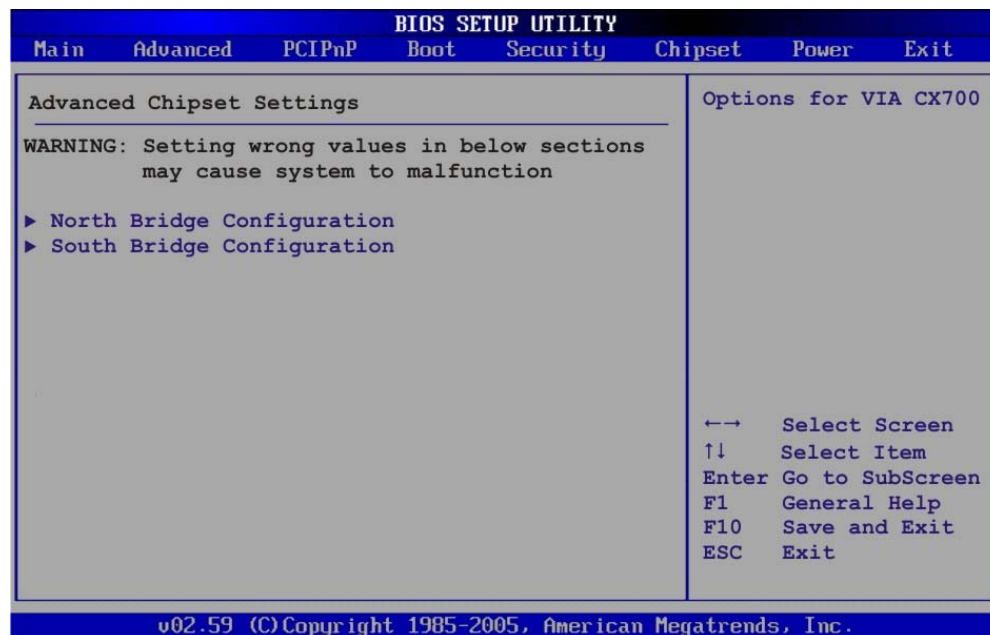 BIOS SETUP UTILITY
Main Advanced PCIPnP Boot Security Chipset Power Exit
Advanced Chipset Settings
WARNING: Setting wrong values in below sections
may cause system to malfunction
▶ North Bridge Configuration
▶ South Bridge Configuration
Options for VIA CX700
←→ Select Screen
↑↓ Select Item
Enter Go to SubScreen
F1 General Help
F10 Save and Exit
ESC Exit
v02.59 (C)Copyright 1985-2005, American Megatrends, Inc.